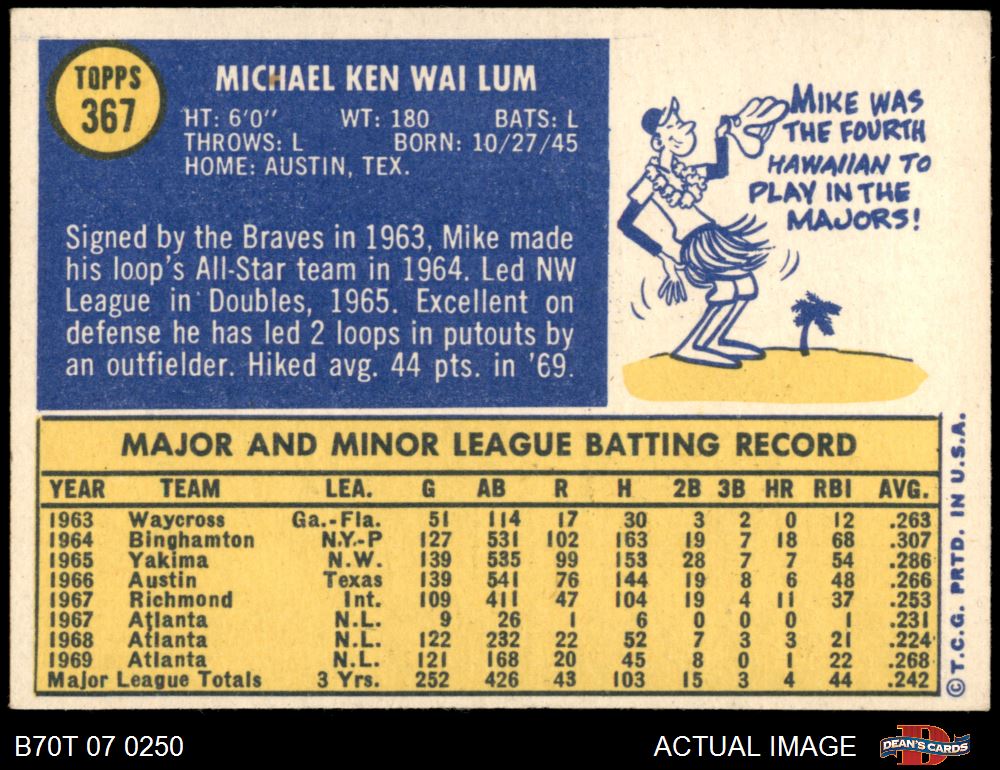 TOPPS
367
MICHAEL KEN WAI LUM
HT: 6'0" WT: 180 BATS: L
THROWS: L BORN: 10/27/45
HOME: AUSTIN, TEX.
Signed by the Braves in 1963, Mike made
his loop's All-Star team in 1964. Led NW
League in Doubles, 1965. Excellent on
defense he has led 2 loops in putouts by
an outfielder. Hiked avg. 44 pts. in '69.
MIKE WAS
THE FOURTH
HAWAIIAN TO
PLAY IN THE
MAJORS!
MAJOR AND MINOR LEAGUE BATTING RECORD
YEAR TEAM LEA. G AB R H 2B 3B HR RBI AVG.
1963 Waycross Ga.-Fla. 51 114 17 30 3 2 0 12 .263
1964 Binghamton N.Y.-P 127 531 102 163 19 7 18 68 .307
1965 Yakima N.W. 139 535 99 153 28 7 7 54 .286
1966 Austin Texas 139 541 76 144 19 8 6 48 .266
1967 Richmond Int. 109 411 47 104 19 4 11 37 .253
1967 Atlanta N.L. 9 26 1 6 0 0 0 1 .231
1968 Atlanta N.L. 122 232 22 52 7 3 3 21 .224
1969 Atlanta N.L. 121 168 20 45 8 0 1 22 .268
Major League Totals 3 Yrs. 252 426 43 103 15 3 4 44 .242
© T.C.G. PRTD. IN U.S.A.
B70T 07 0250 ACTUAL IMAGE
D
DEAN'S CARDS